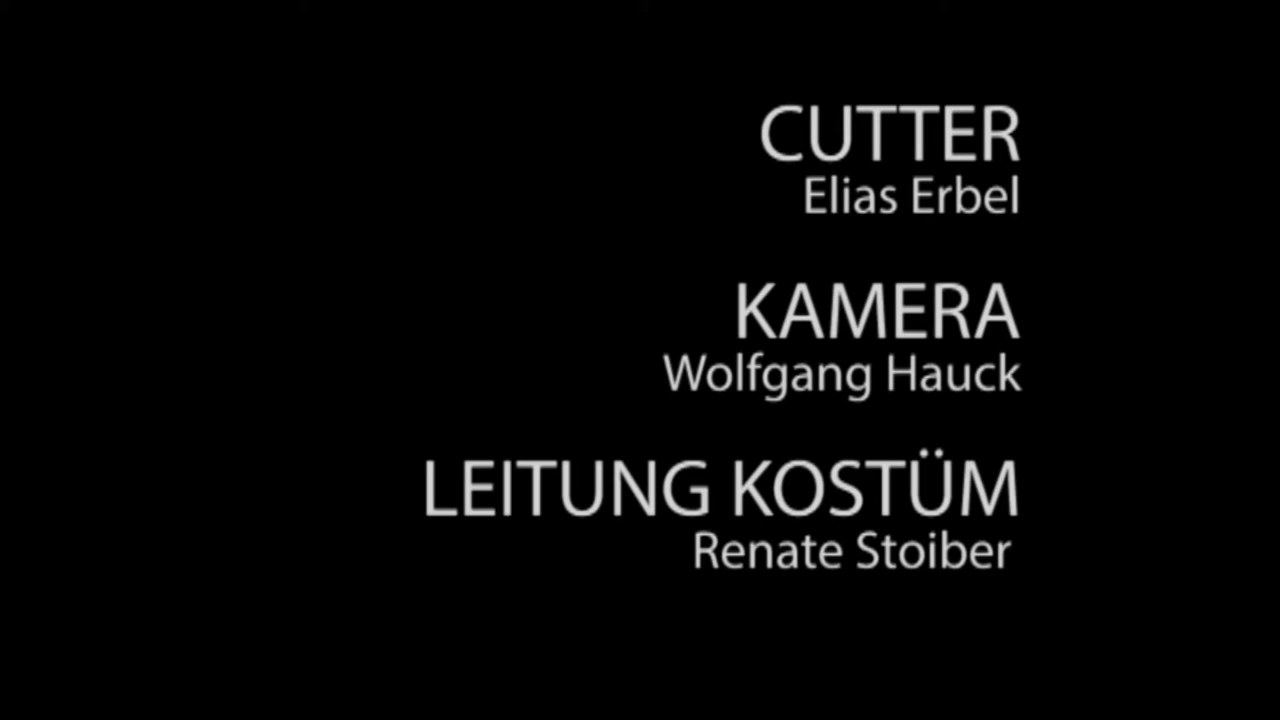 CUTTER
Elias Erbel
KAMERA
Wolfgang Hauck
LEITUNG KOSTÜM
Renate Stoiber